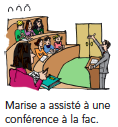 Marise a assisté à une
conférence à la fac.